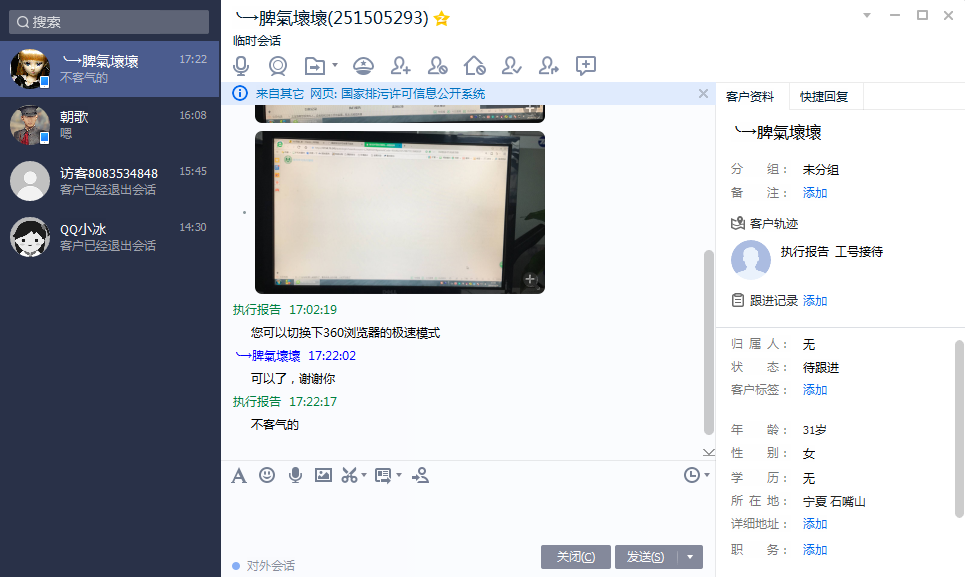 搜索
╰→脾氣壞壞
17:22
不客气的
朝歌
16:08
嗯
访客8083534848
15:45
客户已经退出会话
QQ小冰
14:30
客户已经退出会话
╰→脾氣壞壞(251505293)
临时会话
来自其它 网页: 国家排污许可信息公开系统
执行报告 17:02:19
您可以切换下360浏览器的极速模式
╰→脾氣壞壞 17:22:02
可以了，谢谢你
执行报告 17:22:17
不客气的
对外会话
关闭(C)
发送(S)
客户资料
快捷回复
╰→脾氣壞壞
分组： 未分组
备注： 添加
客户轨迹
执行报告 工号接待
跟进记录 添加
归属人： 无
状态： 待跟进
客户标签： 添加
年龄： 31岁
性别： 女
学历： 无
所在地： 宁夏 石嘴山
详细地址： 添加
职务： 添加